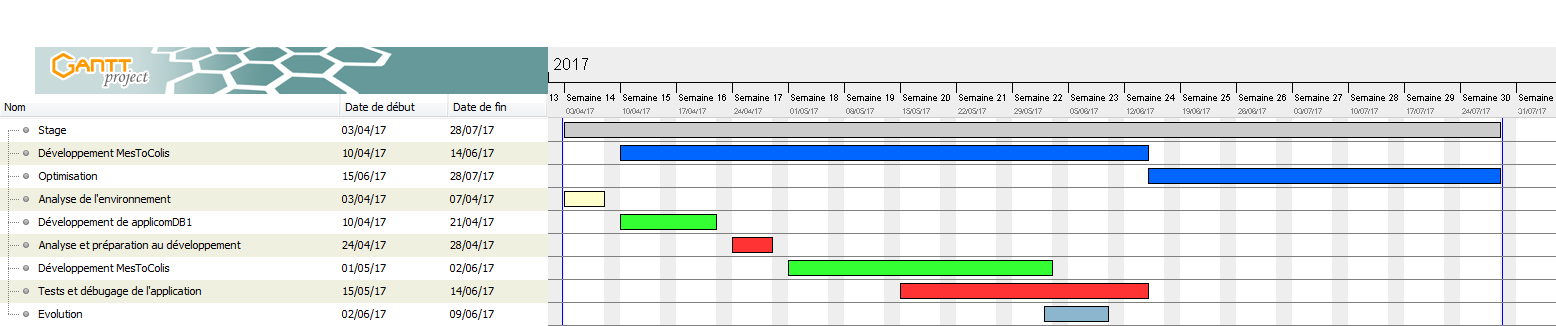 GANTT
project
2017
13 Semaine 14 Semaine 15 Semaine 16 Semaine 17 Semaine 18 Semaine 19 Semaine 20 Semaine 21 Semaine 22 Semaine 23 Semaine 24 Semaine 25 Semaine 26 Semaine 27 Semaine 28 Semaine 29 Semaine 30 Semaine
03/04/17 10/04/17 17/04/17 24/04/17 01/05/17 08/05/17 15/05/17 22/05/17 29/05/17 05/06/17 12/06/17 19/06/17 26/06/17 03/07/17 10/07/17 17/07/17 24/07/17 31/07/17
Nom Date de début Date de fin
Stage 03/04/17 28/07/17
Développement MesToColis 10/04/17 14/06/17
Optimisation 15/06/17 28/07/17
Analyse de l'environnement 03/04/17 07/04/17
Développement de applicomDB1 10/04/17 21/04/17
Analyse et préparation au développement 24/04/17 28/04/17
Développement MesToColis 01/05/17 02/06/17
Tests et débugage de l'application 15/05/17 14/06/17
Evolution 02/06/17 09/06/17